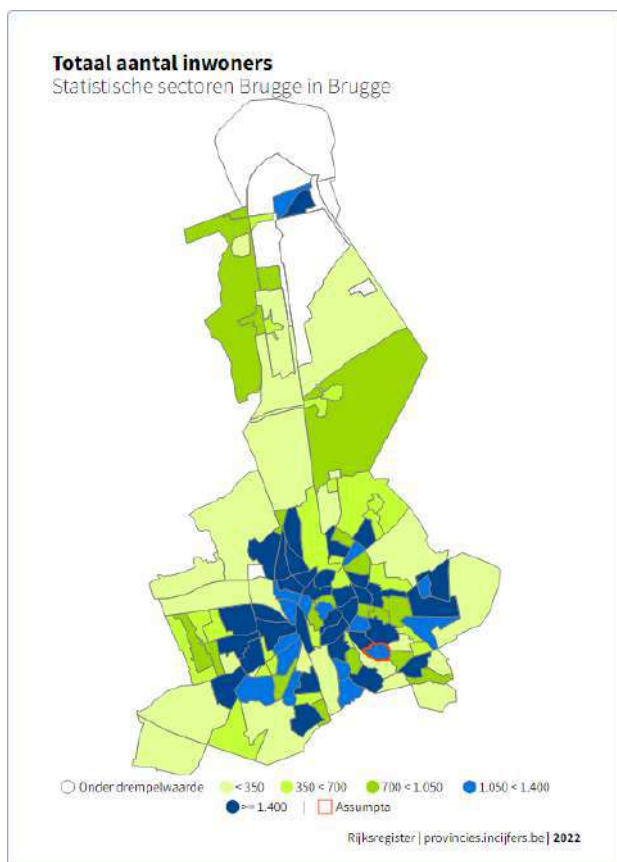 Totaal aantal inwoners
Statistische sectoren Brugge in Brugge
Onder drempelwaarde < 350 350 < 700 700 < 1.050 1.050 < 1.400
>= 1.400 | Assumpta
Rijksregister | provincies.incijfers.be | 2022